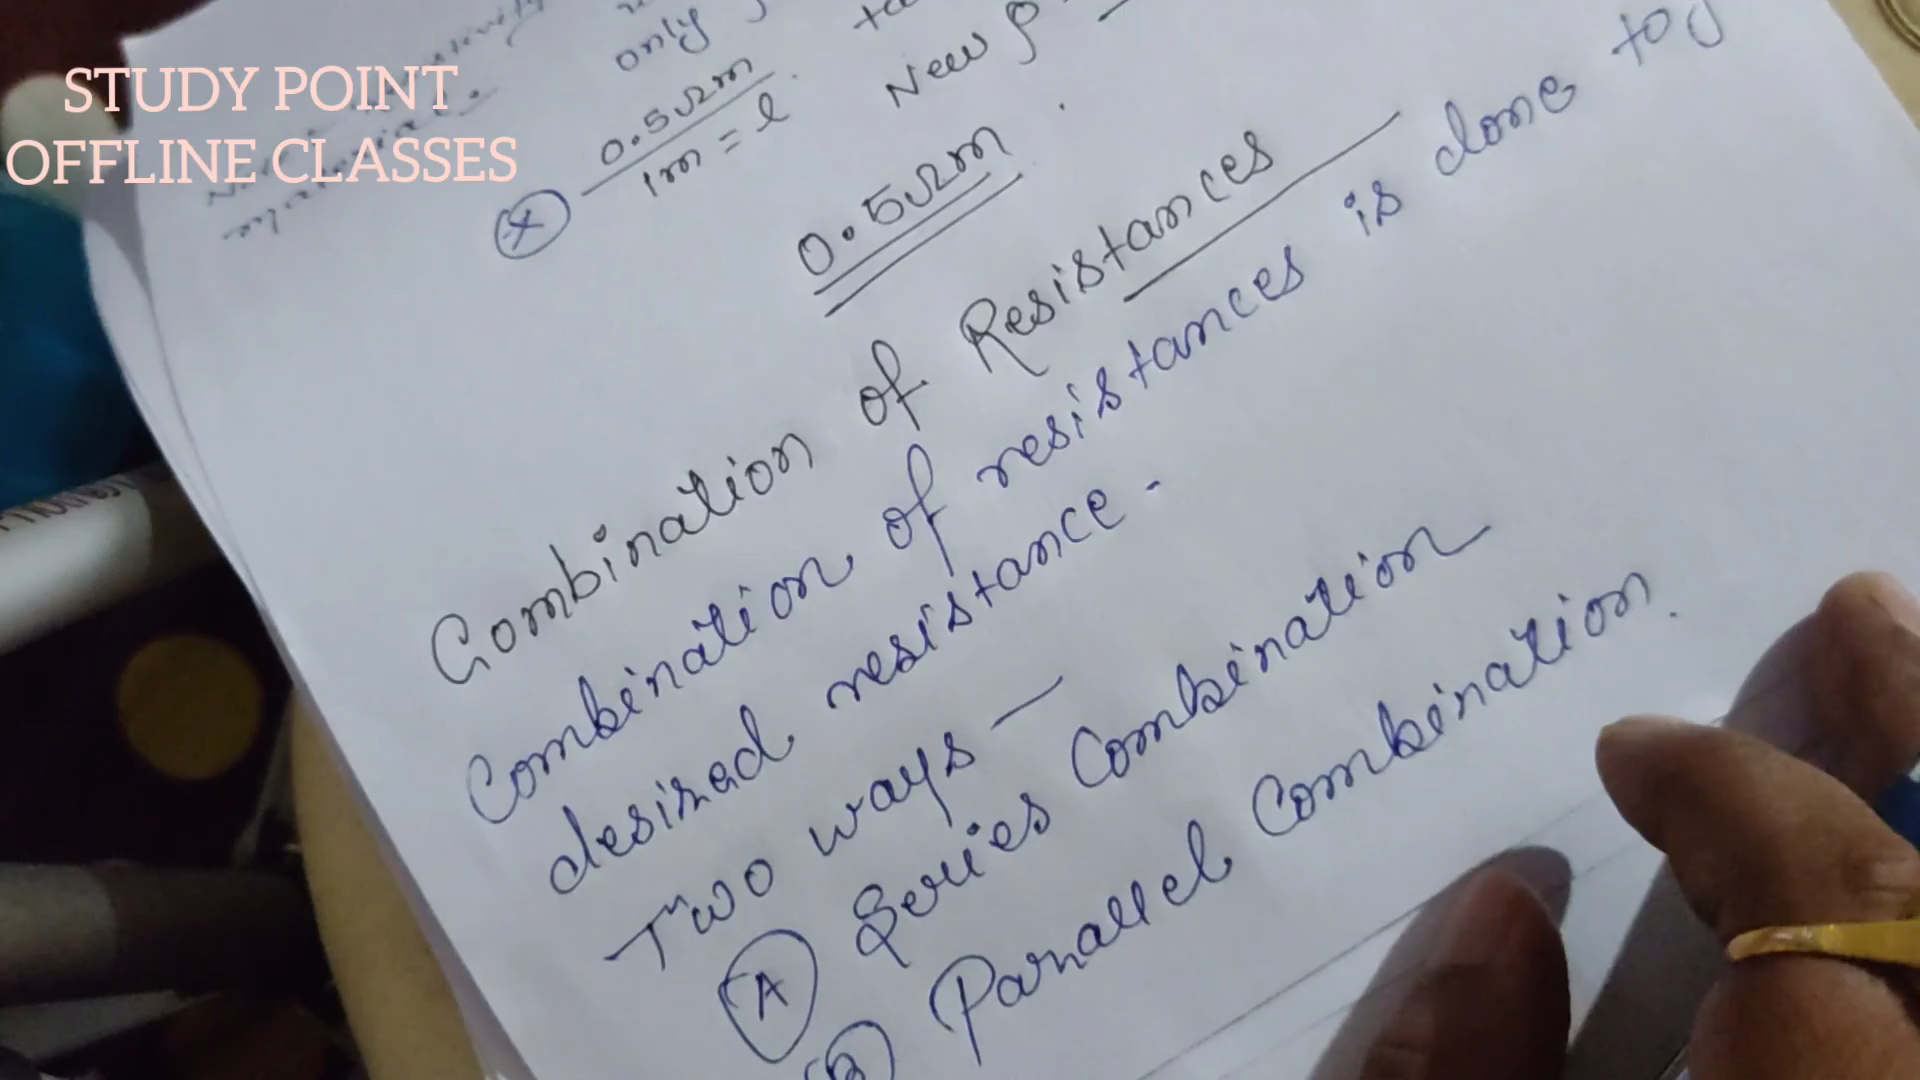 STUDY POINT
OFFLINE CLASSES
only
0.5Ωm
1m = l
New ρ
0.5Ωm
Combination of Resistances
Combination of resistances is done to
desired resistance.
Two ways —
(A) Series Combination
(B) Parallel Combination.